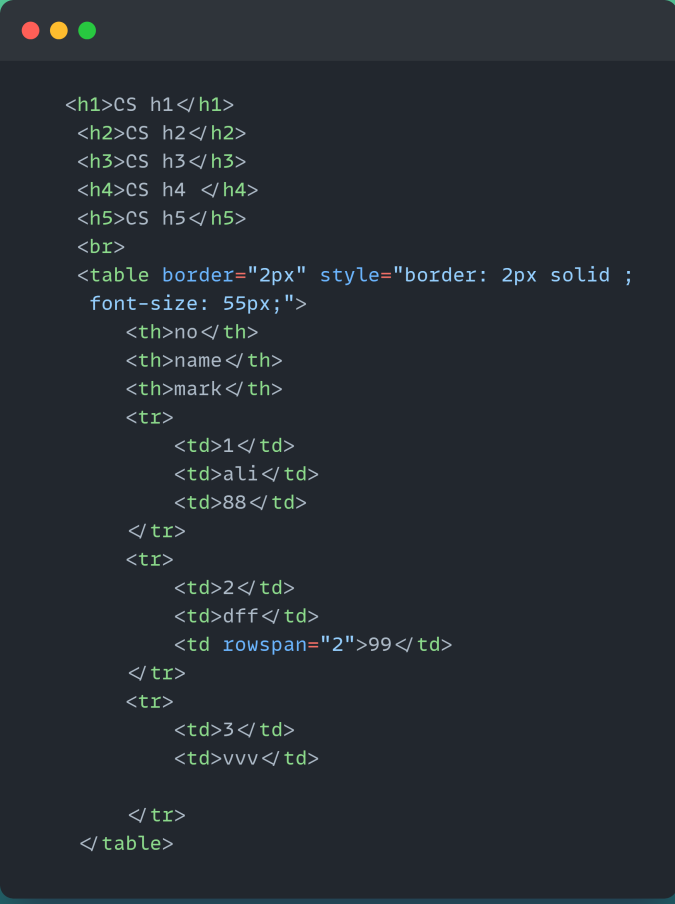 <h1>CS h1</h1>
<h2>CS h2</h2>
<h3>CS h3</h3>
<h4>CS h4 </h4>
<h5>CS h5</h5>
<br>
<table border="2px" style="border: 2px solid ;
font-size: 55px;">
<th>no</th>
<th>name</th>
<th>mark</th>
<tr>
<td>1</td>
<td>ali</td>
<td>88</td>
</tr>
<tr>
<td>2</td>
<td>dff</td>
<td rowspan="2">99</td>
</tr>
<tr>
<td>3</td>
<td>vvv</td>
</tr>
</table>